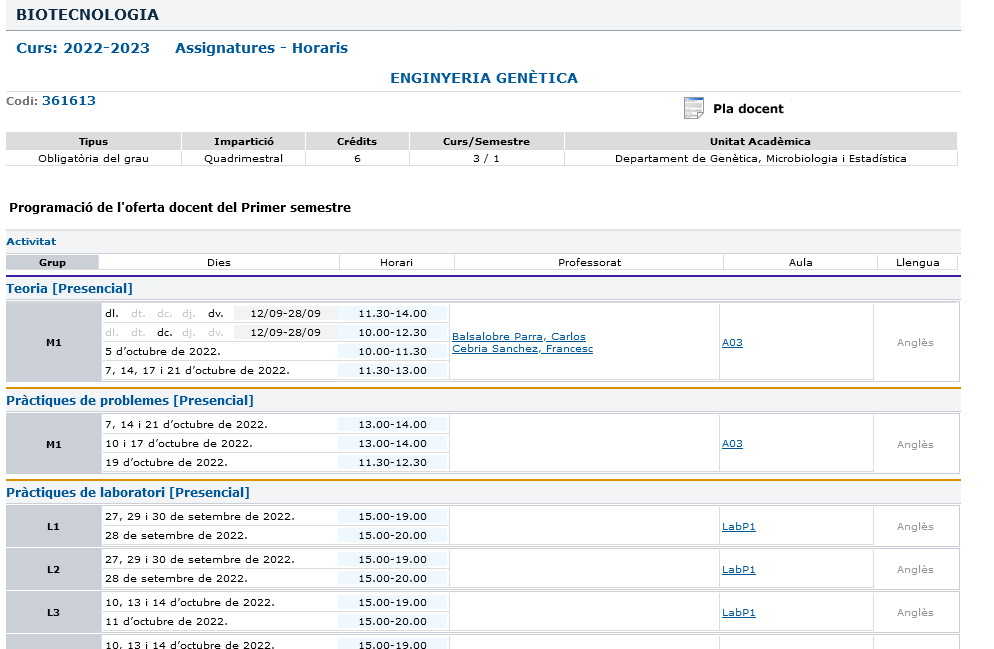 BIOTECNOLOGIA
Curs: 2022-2023 Assignatures - Horaris
ENGINYERIA GENÈTICA
Codi: 361613
Pla docent
Tipus Impartició Crédits Curs/Semestre Unitat Acadèmica
Obligatòria del grau Quadrimestral 6 3 / 1 Departament de Genètica, Microbiologia i Estadística
Programació de l'oferta docent del Primer semestre
Activitat
Grup Dies Horari Professorat Aula Llengua
Teoria [Presencial]
M1
dl. dt. dc. dj. dv. 12/09-28/09 11.30-14.00
dl. dt. dc. dj. dv. 12/09-28/09 10.00-12.30
5 d’octubre de 2022. 10.00-11.30
7, 14, 17 i 21 d’octubre de 2022. 11.30-13.00
Balsalobre Parra, Carlos
Cebria Sanchez, Francesc
A03
Anglès
Pràctiques de problemes [Presencial]
M1
7, 14 i 21 d’octubre de 2022. 13.00-14.00
10 i 17 d’octubre de 2022. 13.00-14.00
19 d’octubre de 2022. 11.30-12.30
A03
Anglès
Pràctiques de laboratori [Presencial]
L1
27, 29 i 30 de setembre de 2022. 15.00-19.00
28 de setembre de 2022. 15.00-20.00
LabP1
Anglès
L2
27, 29 i 30 de setembre de 2022. 15.00-19.00
28 de setembre de 2022. 15.00-20.00
LabP1
Anglès
L3
10, 13 i 14 d’octubre de 2022. 15.00-19.00
11 d’octubre de 2022. 15.00-20.00
LabP1
Anglès
10, 13 i 14 d’octubre de 2022. 15.00-19.00